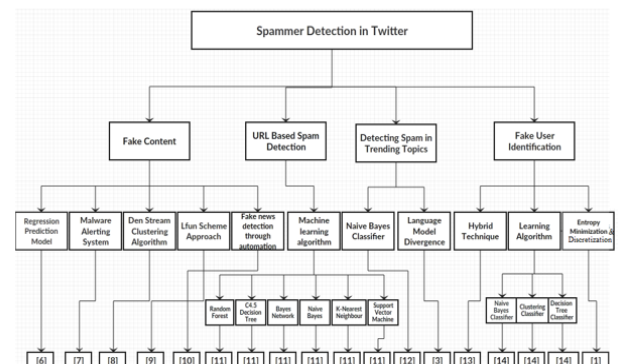 Spammer Detection in Twitter
Fake Content
URL Based Spam
Detection
Detecting Spam in
Trending Topics
Fake User
Identification
Regression
Prediction
Model
Malware
Alerting
System
Den Stream
Clustering
Algorithm
Lfun Scheme
Approach
Fake news
detection
through
automation
Machine
learning
algorithm
Naive Bayes
Classifier
Language
Model
Divergence
Hybrid
Technique
Learning
Algorithm
Entropy
Minimization &
Discretization
Random
Forest
C4.5
Decision
Tree
Bayes
Network
Naive
Bayes
K-Nearest
Neighbour
Support
Vector
Machine
Naive
Bayes
Classifier
Clustering
Classifier
Decision
Tree
Classifier
[6]
[7]
[8]
[9]
[10]
[11]
[11]
[11]
[11]
[11]
[11]
[12]
[3]
[13]
[14]
[14]
[14]
[1]